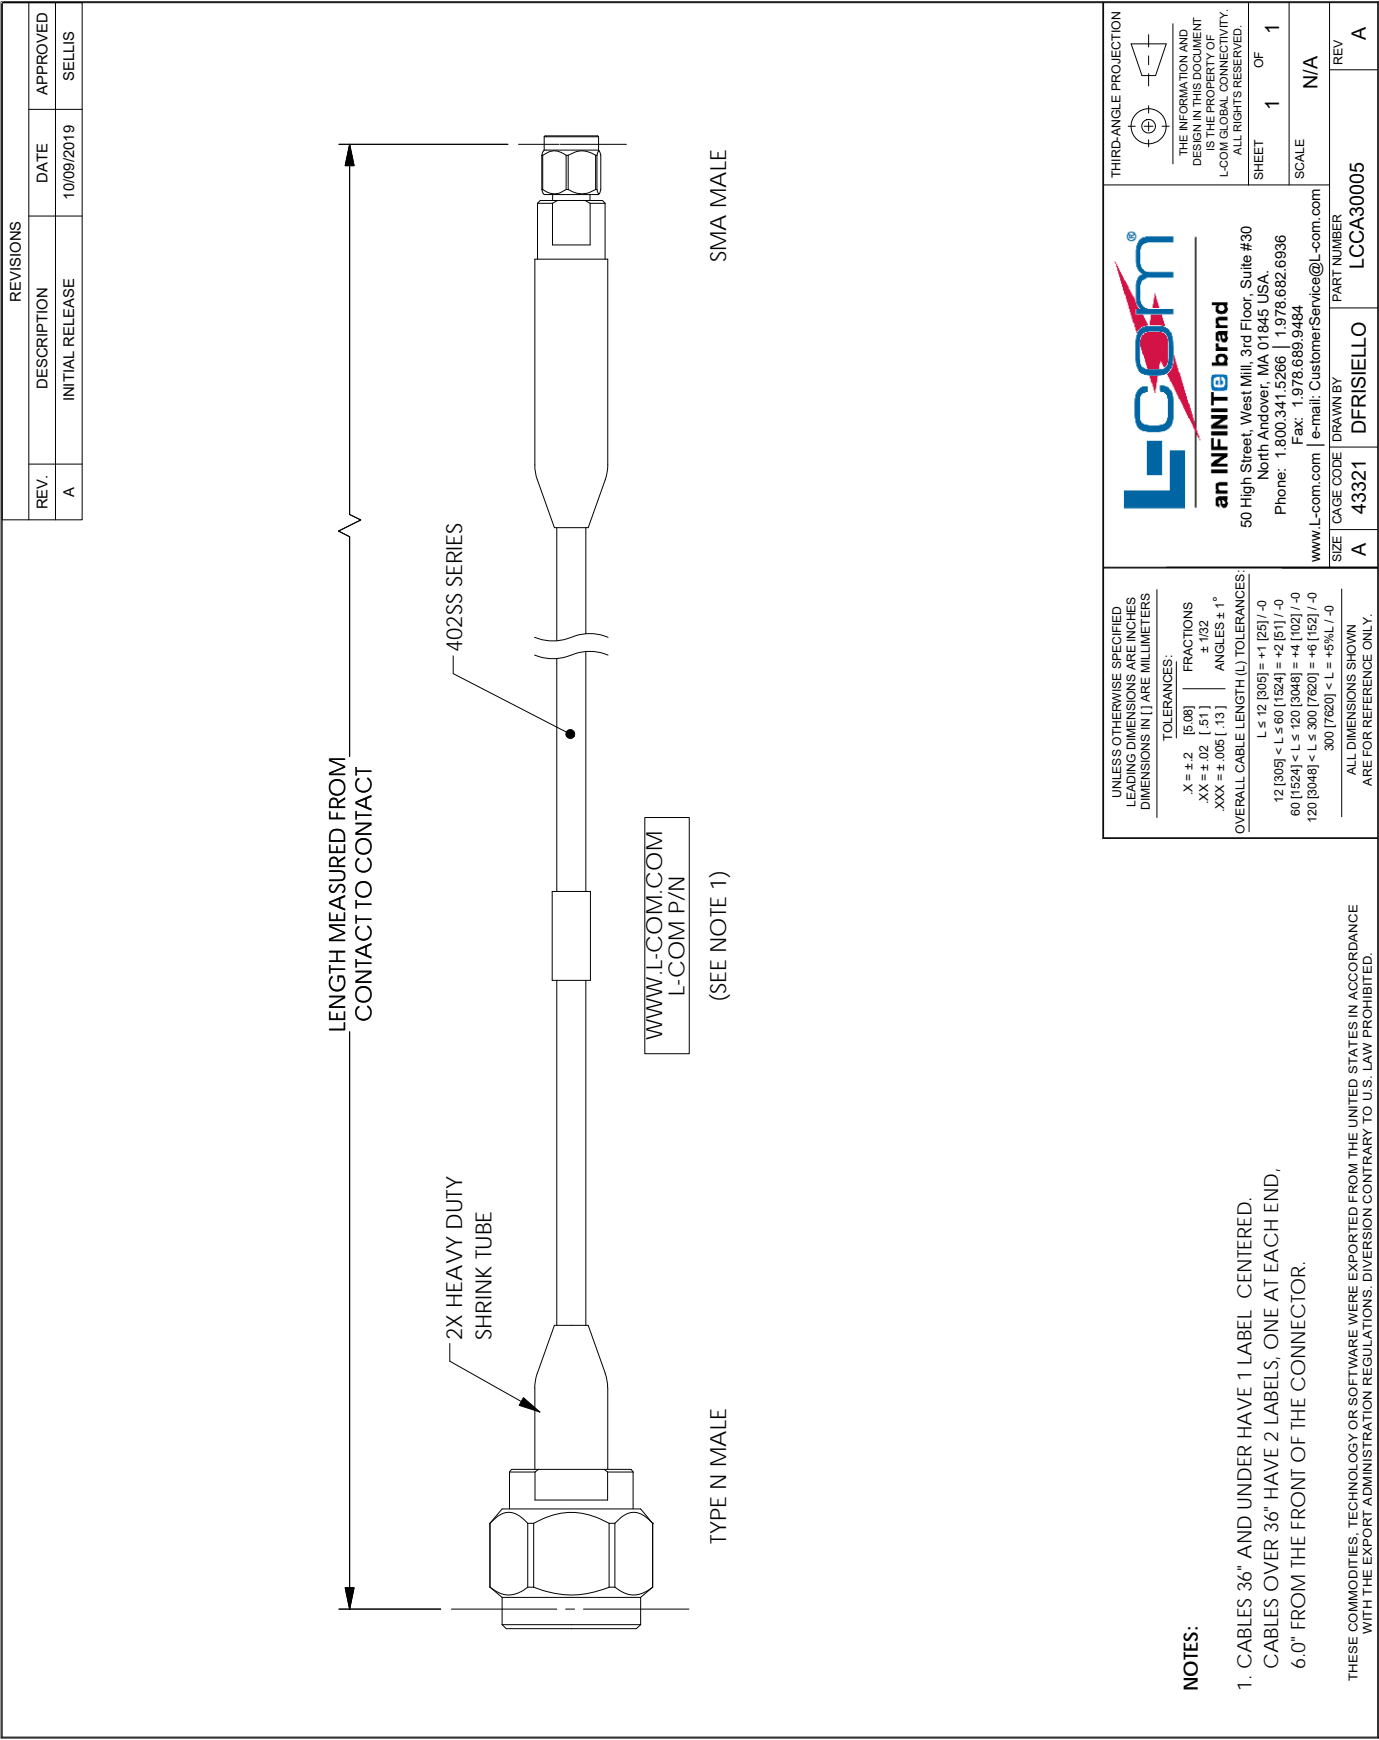 REVISIONS
REV. DESCRIPTION DATE APPROVED
A INITIAL RELEASE 10/09/2019 SELLIS
LENGTH MEASURED FROM
CONTACT TO CONTACT
2X HEAVY DUTY
SHRINK TUBE
402SS SERIES
WWW.L-COM.COM
L-COM P/N
(SEE NOTE 1)
TYPE N MALE
SMA MALE
NOTES:
1. CABLES 36" AND UNDER HAVE 1 LABEL CENTERED.
CABLES OVER 36" HAVE 2 LABELS, ONE AT EACH END,
6.0" FROM THE FRONT OF THE CONNECTOR.
THESE COMMODITIES, TECHNOLOGY OR SOFTWARE WERE EXPORTED FROM THE UNITED STATES IN ACCORDANCE
WITH THE EXPORT ADMINISTRATION REGULATIONS. DIVERSION CONTRARY TO U.S. LAW PROHIBITED.
UNLESS OTHERWISE SPECIFIED
LEADING DIMENSIONS ARE INCHES
DIMENSIONS IN [ ] ARE MILLIMETERS
TOLERANCES:
.X = ± .2 [5.08] FRACTIONS
.XX = ± .02 [ .51 ] ± 1/32
.XXX = ± .005 [ .13 ] ANGLES ± 1°
OVERALL CABLE LENGTH (L) TOLERANCES:
L ≤ 12 [305] = +1 [25] / -0
12 [305] < L ≤ 60 [1524] = +2 [51] / -0
60 [1524] < L ≤ 120 [3048] = +4 [102] / -0
120 [3048] < L ≤ 300 [7620] = +6 [152] / -0
300 [7620] < L = +5%L / -0
ALL DIMENSIONS SHOWN
ARE FOR REFERENCE ONLY.
L-com®
an INFINITe brand
50 High Street, West Mill, 3rd Floor, Suite #30
North Andover, MA 01845 USA.
Phone: 1.800.341.5266 | 1.978.682.6936
Fax: 1.978.689.9484
www.L-com.com | e-mail: CustomerService@L-com.com
THIRD-ANGLE PROJECTION
THE INFORMATION AND
DESIGN IN THIS DOCUMENT
IS THE PROPERTY OF
L-COM GLOBAL CONNECTIVITY.
ALL RIGHTS RESERVED.
SHEET 1 OF 1
SCALE N/A
SIZE CAGE CODE DRAWN BY PART NUMBER REV
A 43321 DFRISIELLO LCCA30005 A